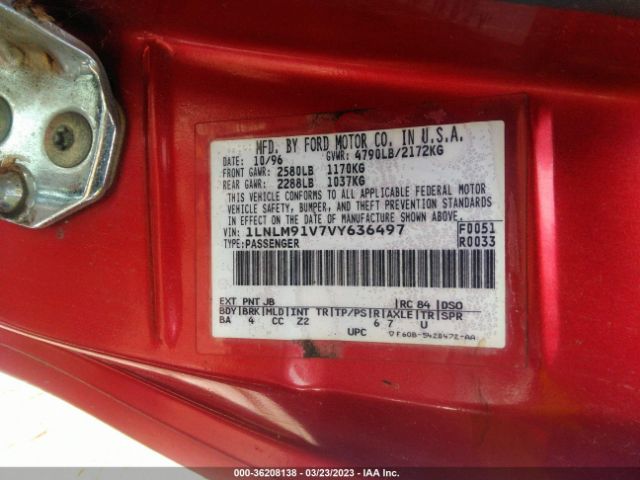 MFD. BY FORD MOTOR CO. IN U.S.A.
DATE: 10/96 GVWR: 4790LB/2172KG
FRONT GAWR: 2580LB 1170KG
REAR GAWR: 2288LB 1037KG
THIS VEHICLE CONFORMS TO ALL APPLICABLE FEDERAL MOTOR
VEHICLE SAFETY, BUMPER, AND THEFT PREVENTION STANDARDS
IN EFFECT ON THE DATE OF MANUFACTURE SHOWN ABOVE.
VIN: 1LNLM91V7VY636497 F0051
TYPE: PASSENGER R0033
EXT PNT JB RC 84 DSO
BDY BRK MLD INT TR TP/PS R AXLE TR SPR
BA 4 CC Z2 6 7 U
UPC F60B-5420472-AA
000-36208138 - 03/23/2023 - IAA Inc.